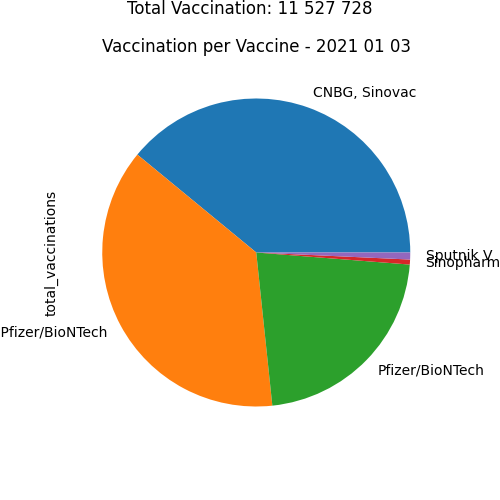 Total Vaccination: 11 527 728
Vaccination per Vaccine - 2021 01 03
CNBG, Sinovac
total_vaccinations
Pfizer/BioNTech
Sputnik V
Sinopharm
Pfizer/BioNTech